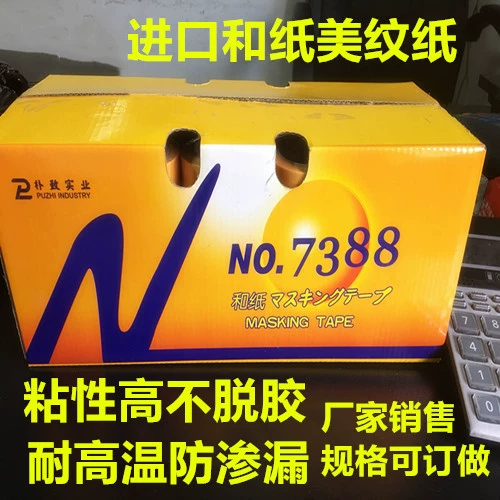 进口和纸美纹纸
朴致实业
PUZHI INDUSTRY
NO.7388
和纸 マスキングテープ
MASKING TAPE
粘性高不脱胶
厂家销售
耐高温防渗漏
规格可订做